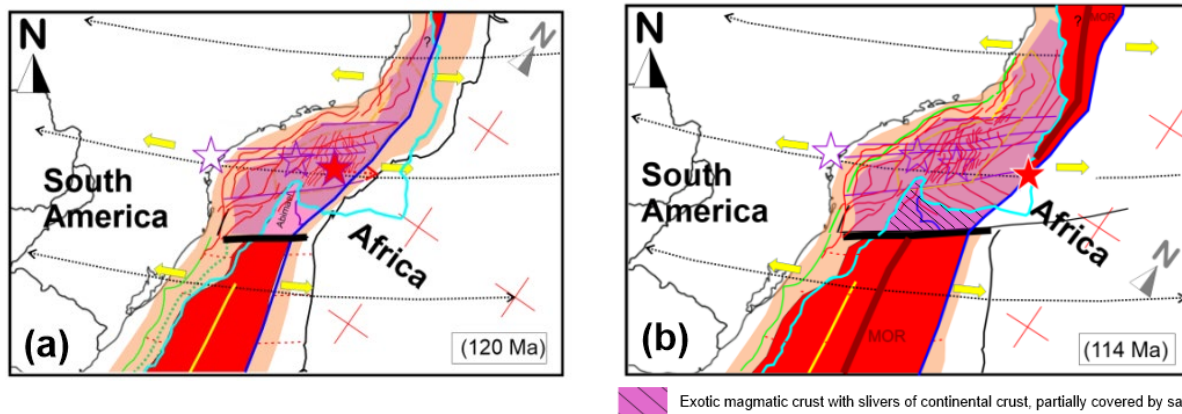 N
N
?
South
America
Abimael
Africa
(a)
(120 Ma)
N
?
MOR
South
America
Africa
N
MOR
(b)
(114 Ma)
Exotic magmatic crust with slivers of continental crust, partially covered by sa